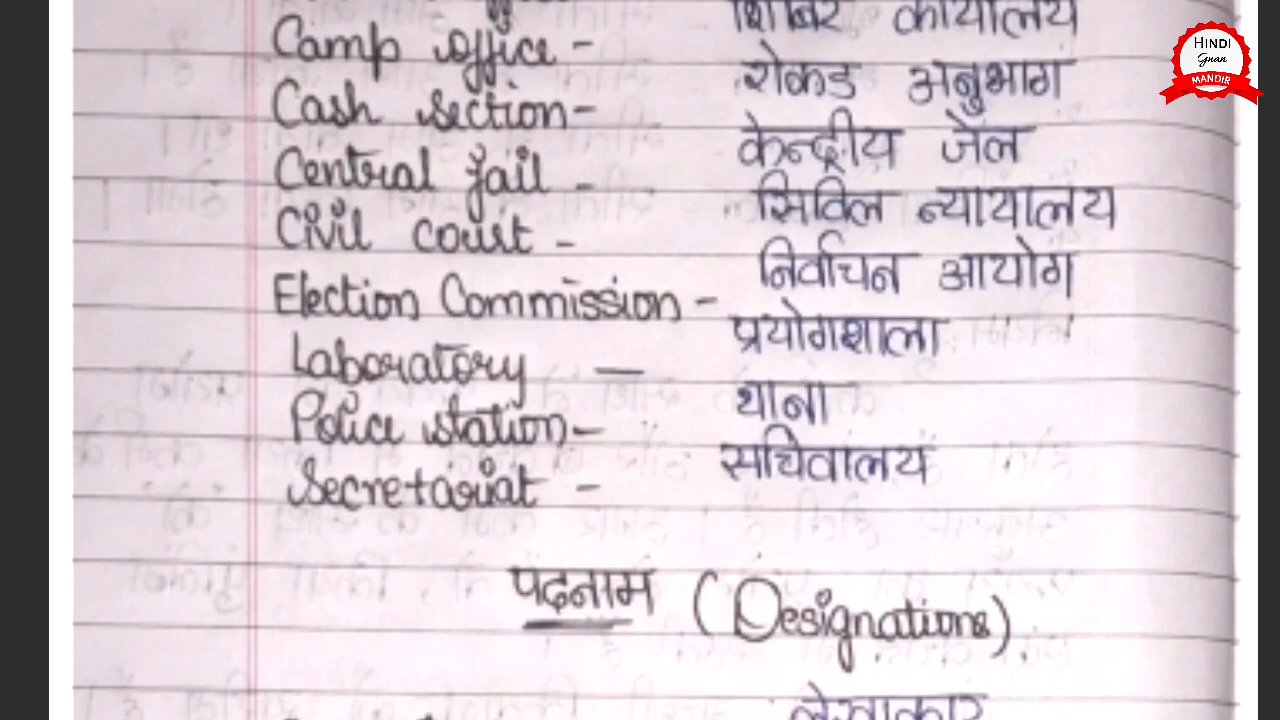 Camp office - शिविर कार्यालय
Cash section - रोकड अनुभाग
Central Jail - केन्द्रीय जेल
Civil court - सिविल न्यायालय
Election Commission - निर्वाचन आयोग
Laboratory — प्रयोगशाला
Police station - थाना
Secretariat - सचिवालय
पदनाम (Designations).
लेखाकार
HINDI
Gyan
MANDIR